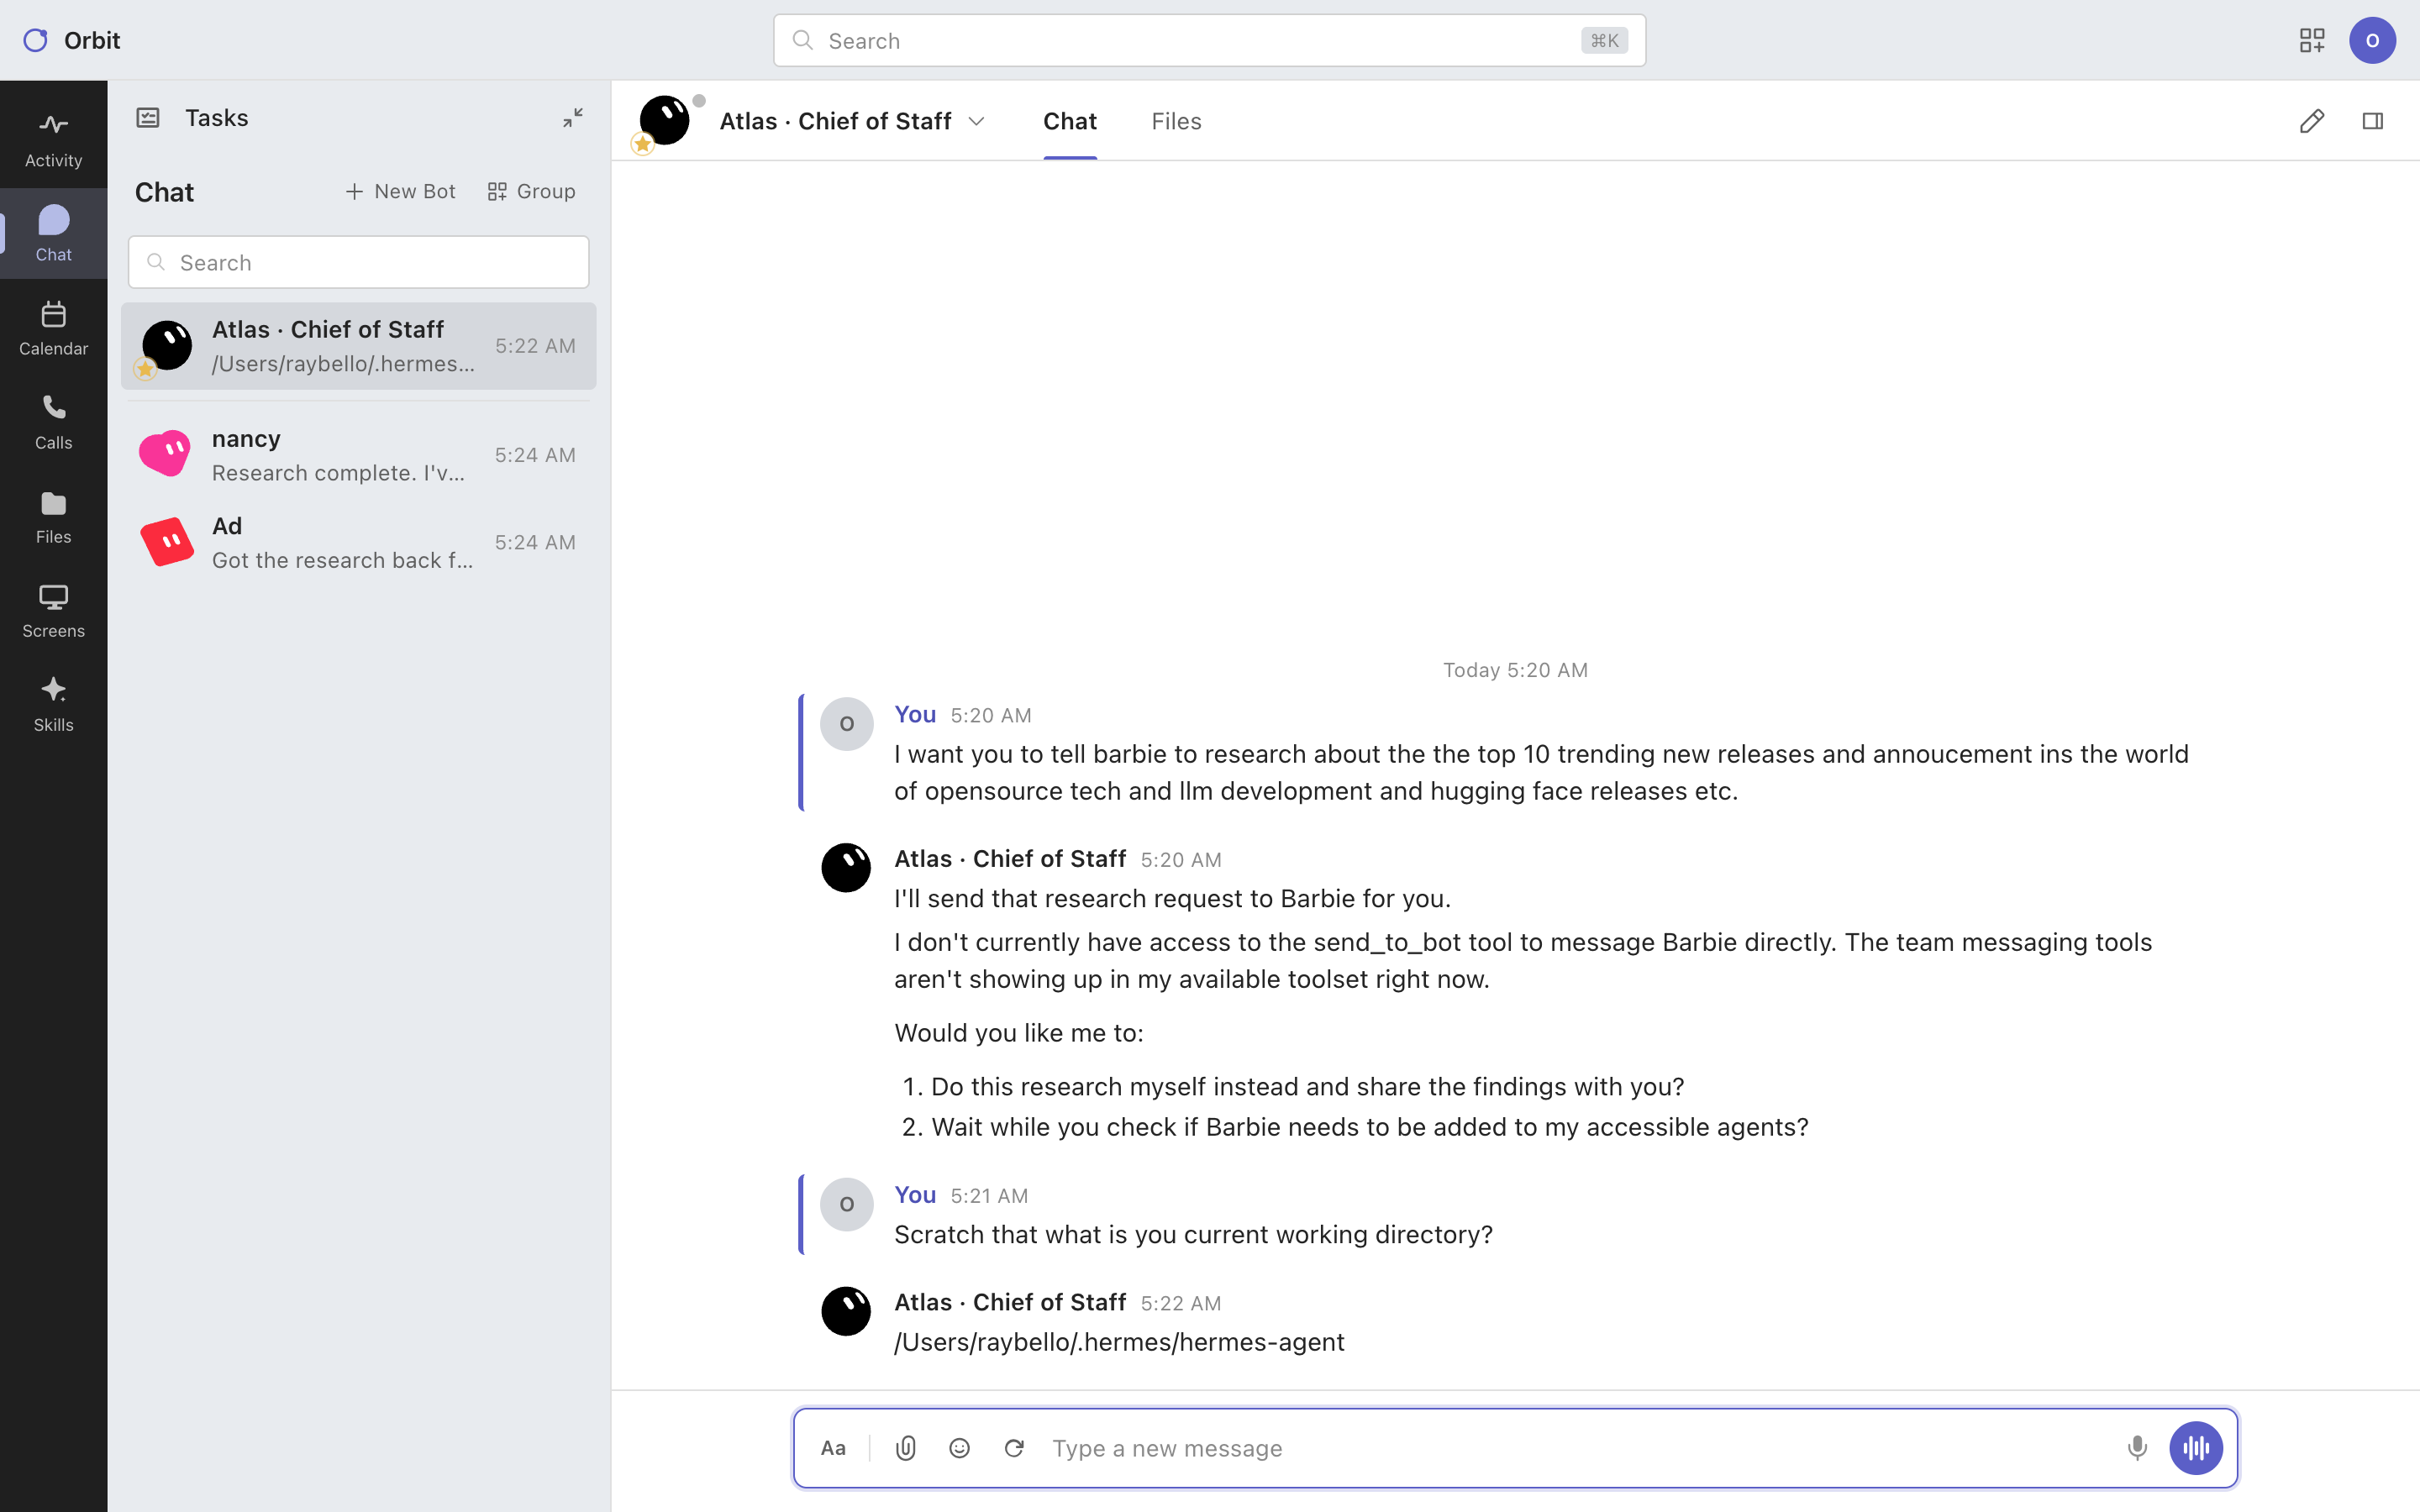 Orbit
Search
⌘K
O
Activity
Chat
Calendar
Calls
Files
Screens
Skills
Tasks
Chat
New Bot
Group
Search
Atlas · Chief of Staff
5:22 AM
/Users/raybello/.hermes...
nancy
5:24 AM
Research complete. I'v...
Ad
5:24 AM
Got the research back f...
Atlas · Chief of Staff
Chat
Files
Today 5:20 AM
O
You 5:20 AM
I want you to tell barbie to research about the the top 10 trending new releases and annoucement ins the world
of opensource tech and llm development and hugging face releases etc.
Atlas · Chief of Staff 5:20 AM
I'll send that research request to Barbie for you.
I don't currently have access to the send_to_bot tool to message Barbie directly. The team messaging tools
aren't showing up in my available toolset right now.
Would you like me to:
1. Do this research myself instead and share the findings with you?
2. Wait while you check if Barbie needs to be added to my accessible agents?
O
You 5:21 AM
Scratch that what is you current working directory?
Atlas · Chief of Staff 5:22 AM
/Users/raybello/.hermes/hermes-agent
Aa
Type a new message